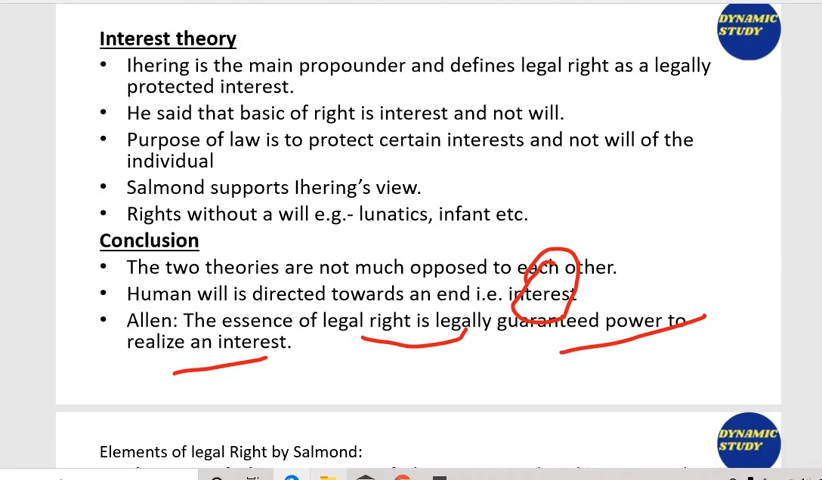 DYNAMIC
STUDY
Interest theory
• Ihering is the main propounder and defines legal right as a legally
protected interest.
• He said that basic of right is interest and not will.
• Purpose of law is to protect certain interests and not will of the
individual
• Salmond supports Ihering's view.
• Rights without a will e.g.- lunatics, infant etc.
Conclusion
• The two theories are not much opposed to each other.
• Human will is directed towards an end i.e. interest
• Allen: The essence of legal right is legally guaranteed power to
realize an interest.
DYNAMIC
STUDY
Elements of legal Right by Salmond: